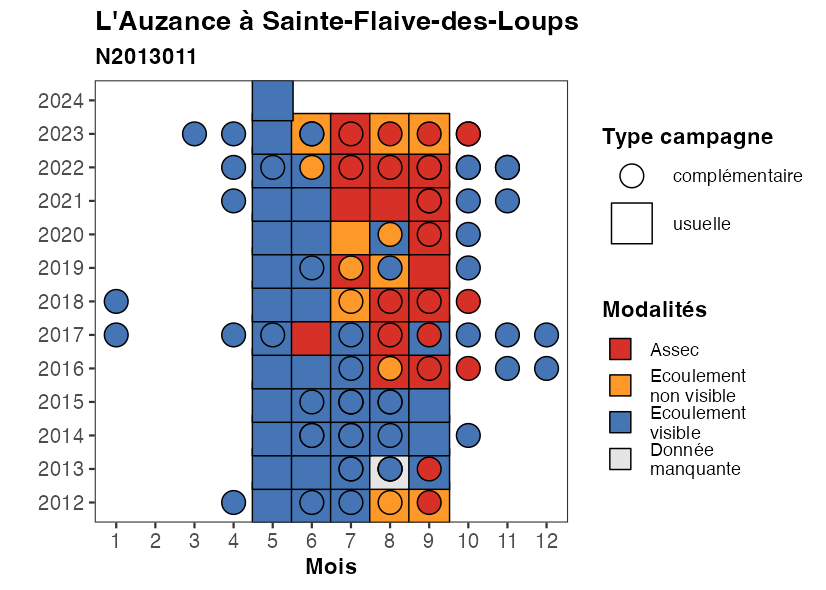 L'Auzance à Sainte-Flaive-des-Loups
N2013011
2024
2023
2022
2021
2020
2019
2018
2017
2016
2015
2014
2013
2012
1 2 3 4 5 6 7 8 9 10 11 12
Mois
Type campagne
complémentaire
usuelle
Modalités
Assec
Ecoulement
non visible
Ecoulement
visible
Donnée
manquante